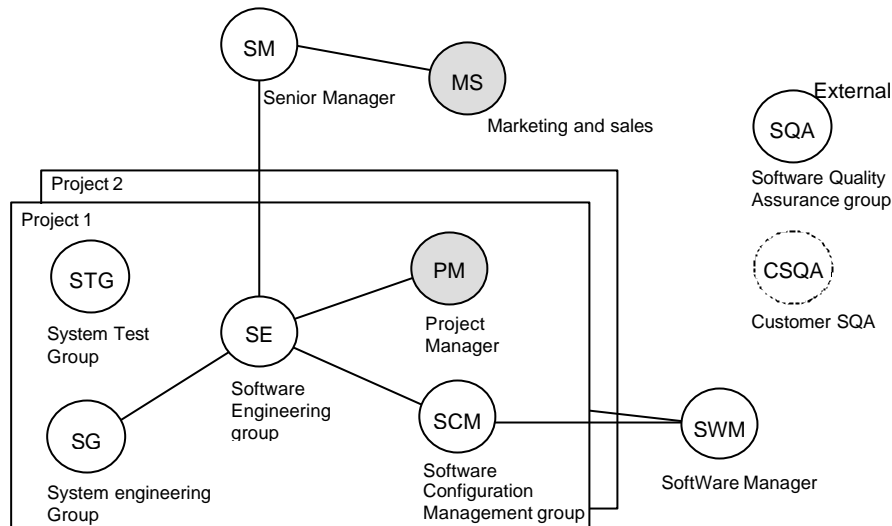 SM
Senior Manager
MS
Marketing and sales
External
SQA
Software Quality
Assurance group
CSQA
Customer SQA
Project 2
Project 1
STG
System Test
Group
PM
Project
Manager
SE
Software
Engineering
group
SG
System engineering
Group
SCM
Software
Configuration
Management group
SWM
SoftWare Manager